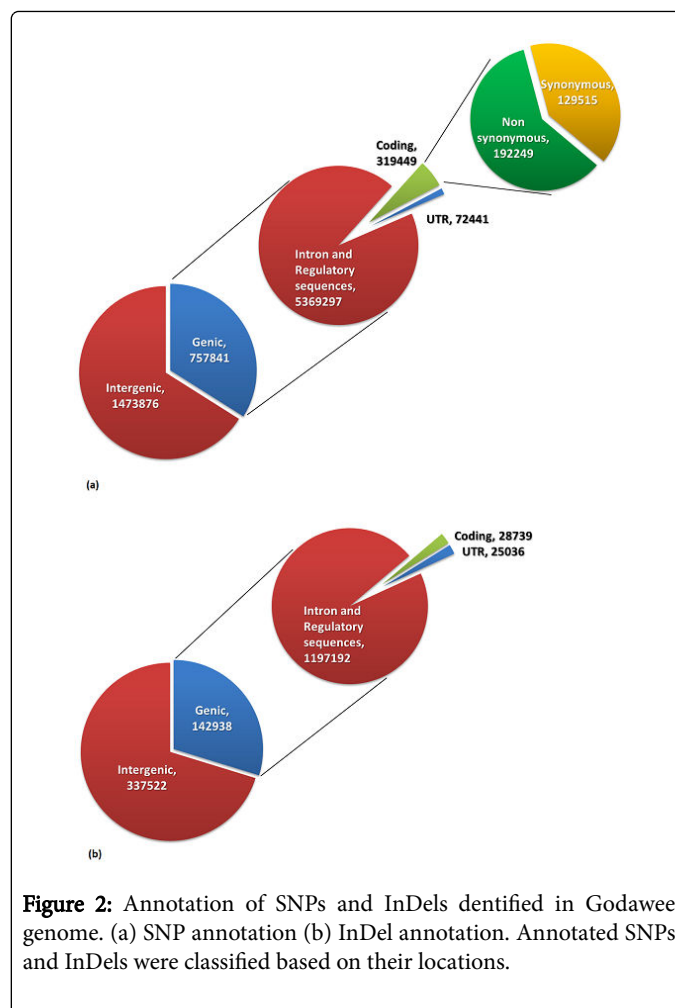 Synonymous,
129515
Non
synonymous,
192249
Coding,
319449
UTR, 72441
Intron and
Regulatory
sequences,
5369297
Genic,
757841
Intergenic,
1473876
(a)
Coding, 28739
UTR, 25036
Intron and
Regulatory
sequences,
1197192
Genic,
142938
Intergenic,
337522
(b)
Figure 2: Annotation of SNPs and InDels dentified in Godawee
genome. (a) SNP annotation (b) InDel annotation. Annotated SNPs
and InDels were classified based on their locations.